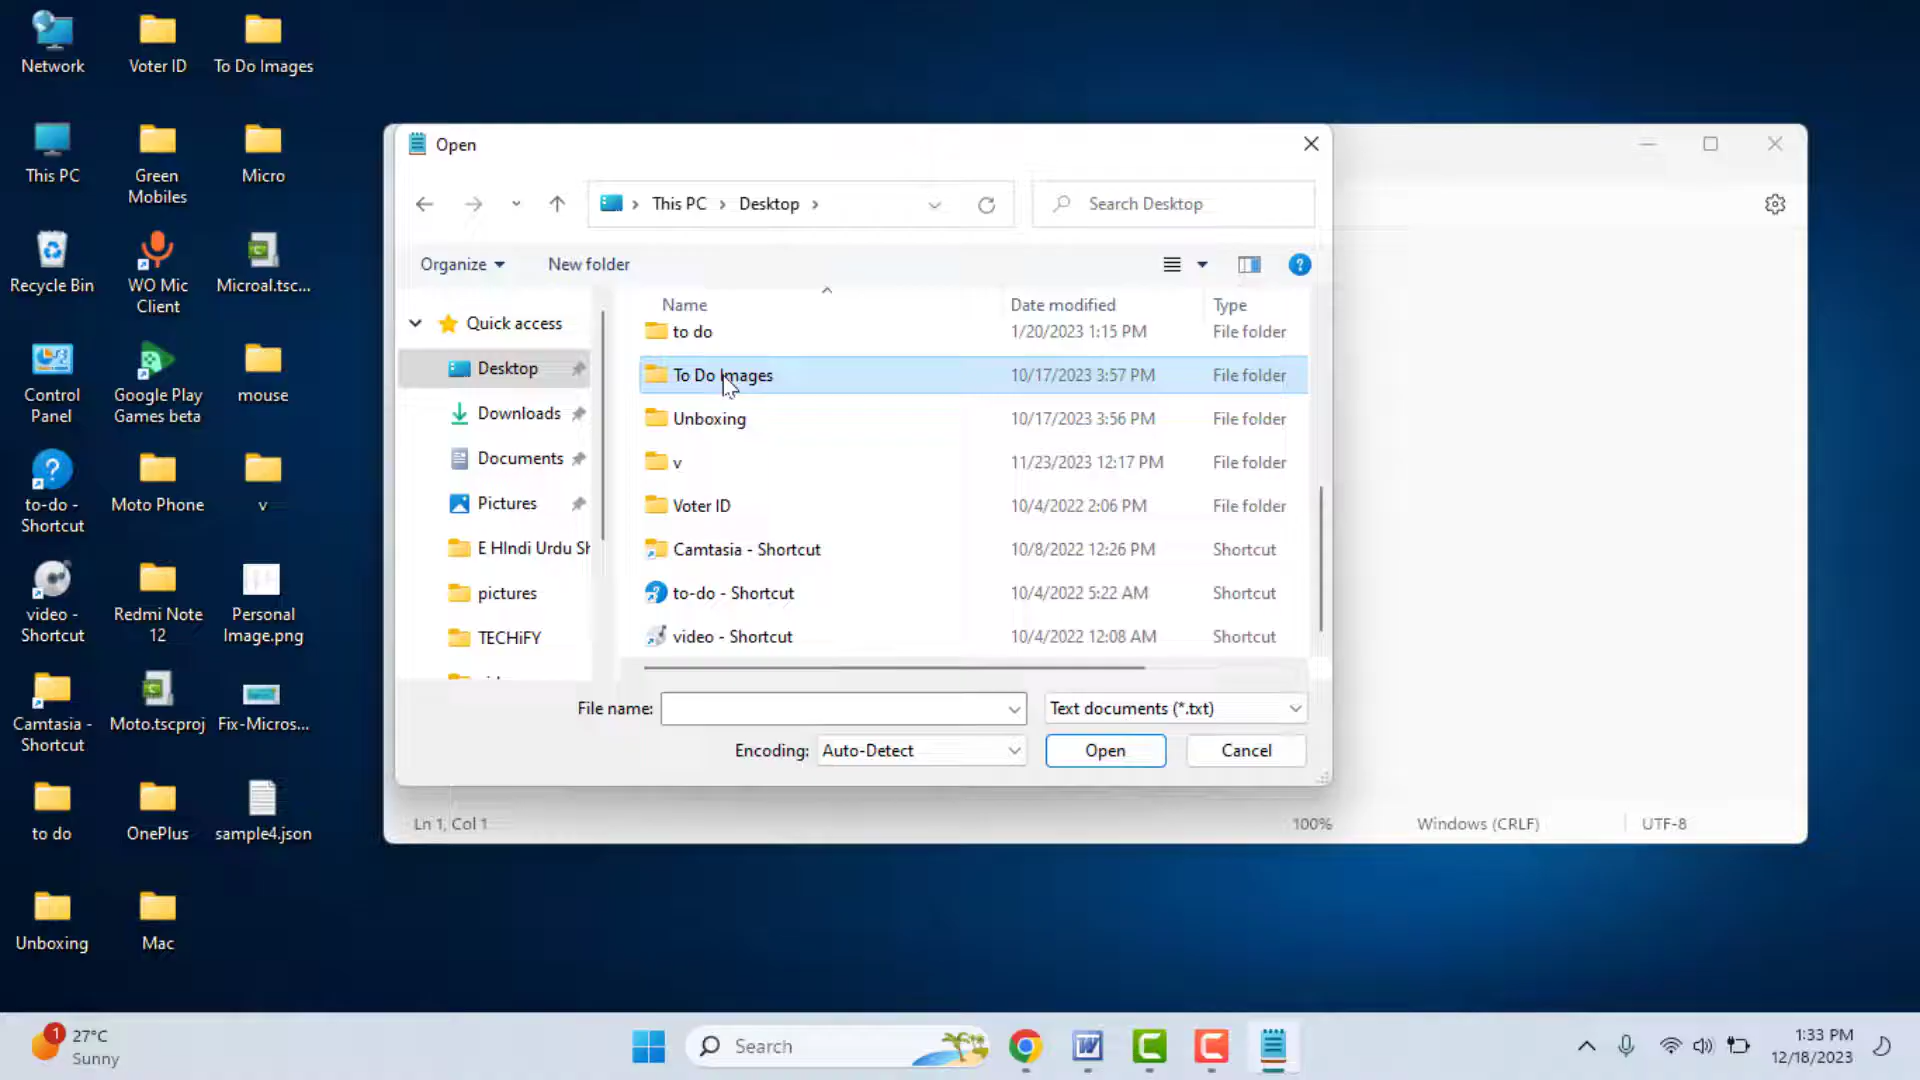 Network
Voter ID
To Do Images
This PC
Green
Mobiles
Micro
Recycle Bin
WO Mic
Client
Microal.tsc...
Control
Panel
Google Play
Games beta
mouse
to-do -
Shortcut
Moto Phone
v
video -
Shortcut
Redmi Note
12
Personal
Image.png
Camtasia -
Shortcut
Moto.tscproj
Fix-Micros...
to do
OnePlus
sample4.json
Unboxing
Mac
Open
This PC
Desktop
Search Desktop
Organize
New folder
?
Quick access
Desktop
Downloads
Documents
Pictures
E HIndi Urdu Sh
pictures
TECHiFY
Name Date modified Type
to do 1/20/2023 1:15 PM File folder
To Do Images 10/17/2023 3:57 PM File folder
Unboxing 10/17/2023 3:56 PM File folder
v 11/23/2023 12:17 PM File folder
Voter ID 10/4/2022 2:06 PM File folder
Camtasia - Shortcut 10/8/2022 12:26 PM Shortcut
to-do - Shortcut 10/4/2022 5:22 AM Shortcut
video - Shortcut 10/4/2022 12:08 AM Shortcut
File name: Text documents (*.txt)
Encoding: Auto-Detect Open Cancel
Ln 1, Col 1 100% Windows (CRLF) UTF-8
1
27°C
Sunny
Search
1:33 PM
12/18/2023